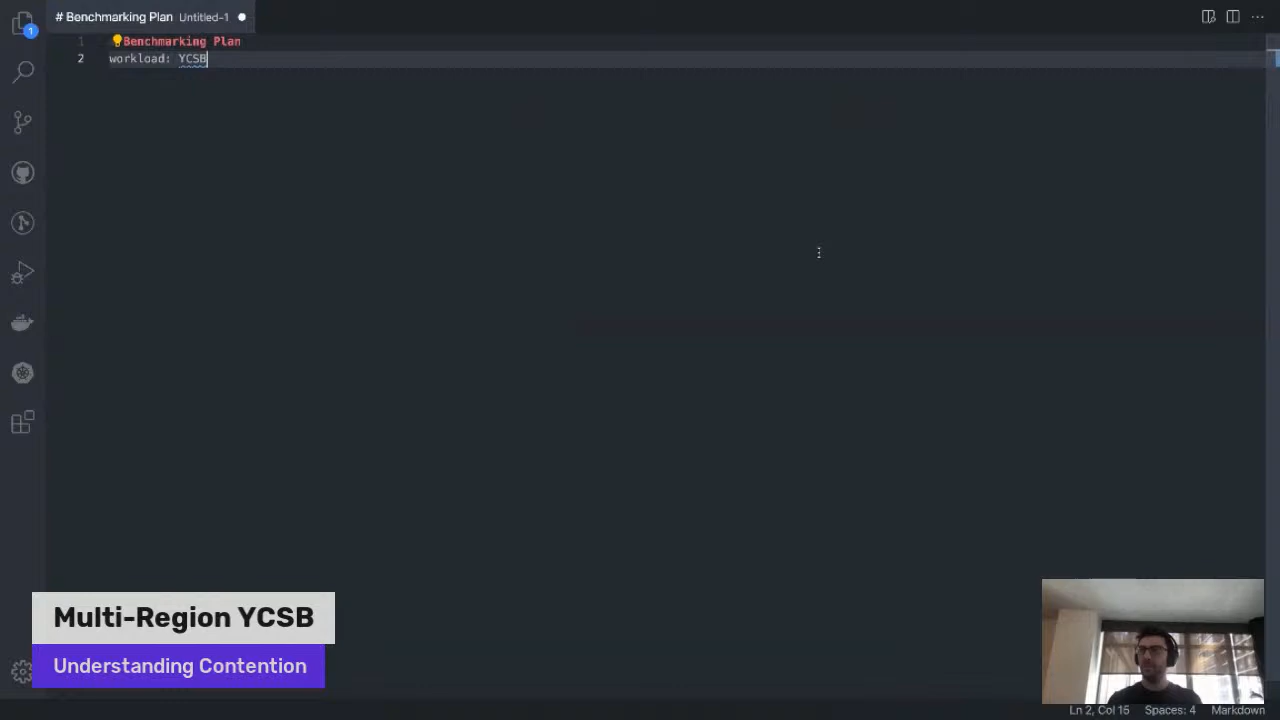 # Benchmarking Plan Untitled-1
1
1 Benchmarking Plan
2 workload: YCSB
Multi-Region YCSB
Understanding Contention
Ln 2, Col 15 Spaces: 4 Markdown